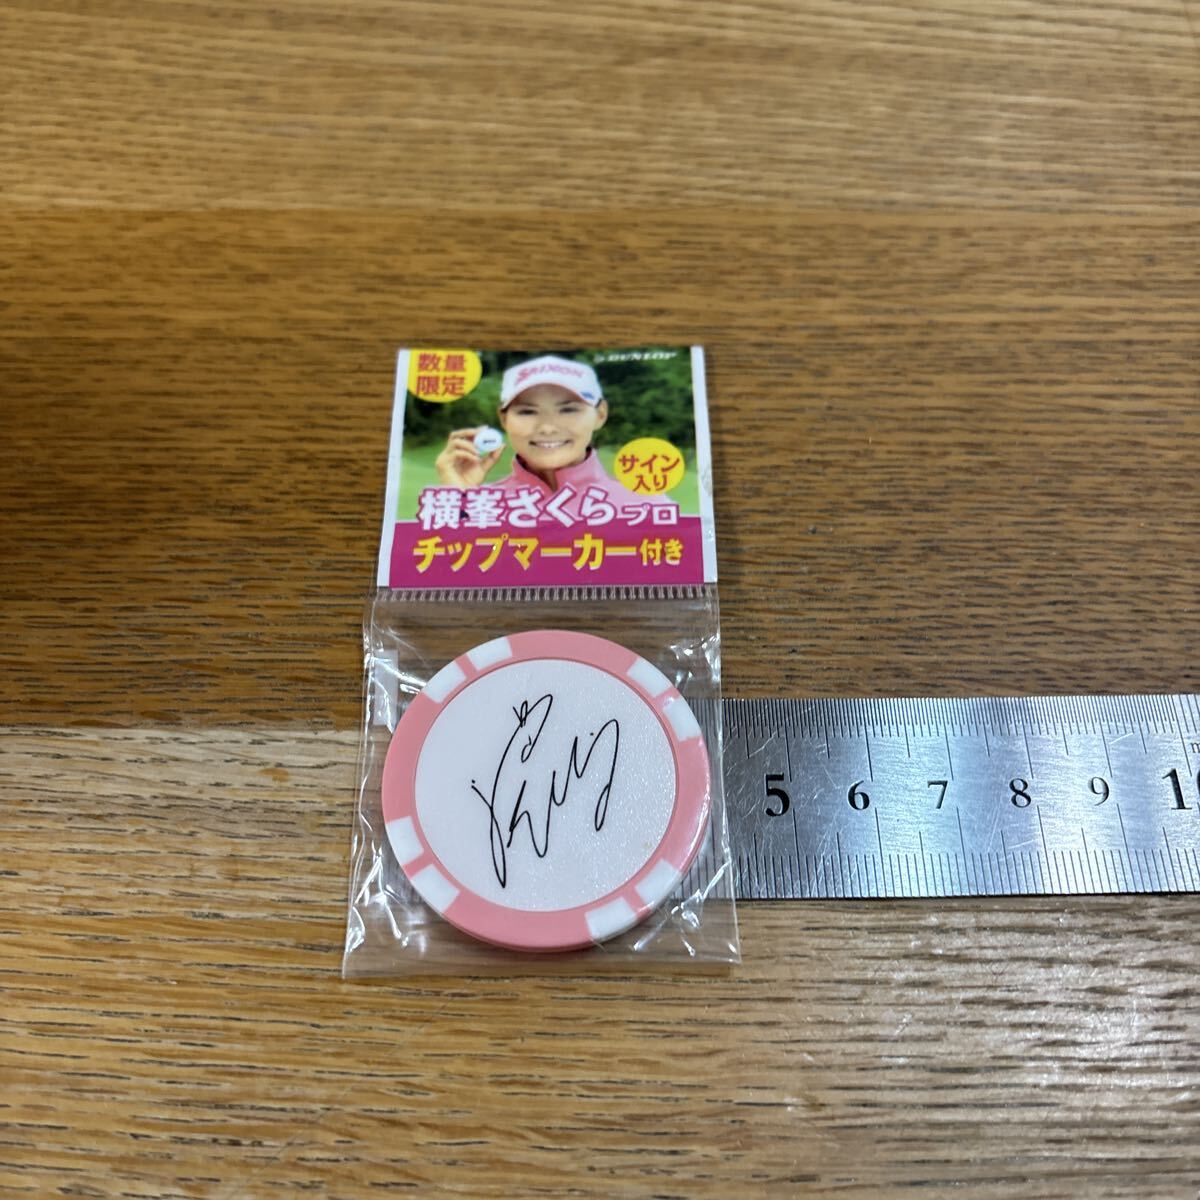 数量
限定
DUNLOP
SRIXON
サイン
入り
横峯さくらプロ
チップマーカー付き
5 6 7 8 9 1